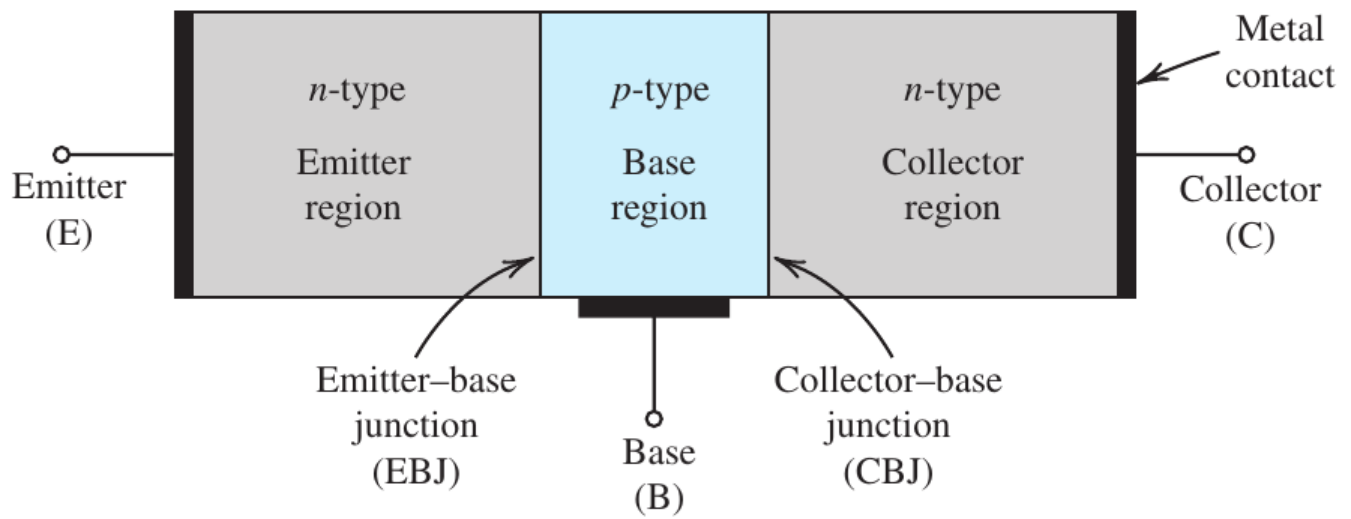 Metal
contact
n-type
p-type
n-type
Emitter
region
Base
region
Collector
region
Emitter
(E)
Collector
(C)
Emitter–base
junction
(EBJ)
Collector–base
junction
(CBJ)
Base
(B)